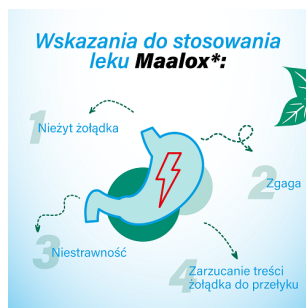 Wskazania do stosowania
leku Maalox*:
1
Nieżyt żołądka
2
Zgaga
3
Niestrawność
4
Zarzucanie treści
żołądka do przełyku